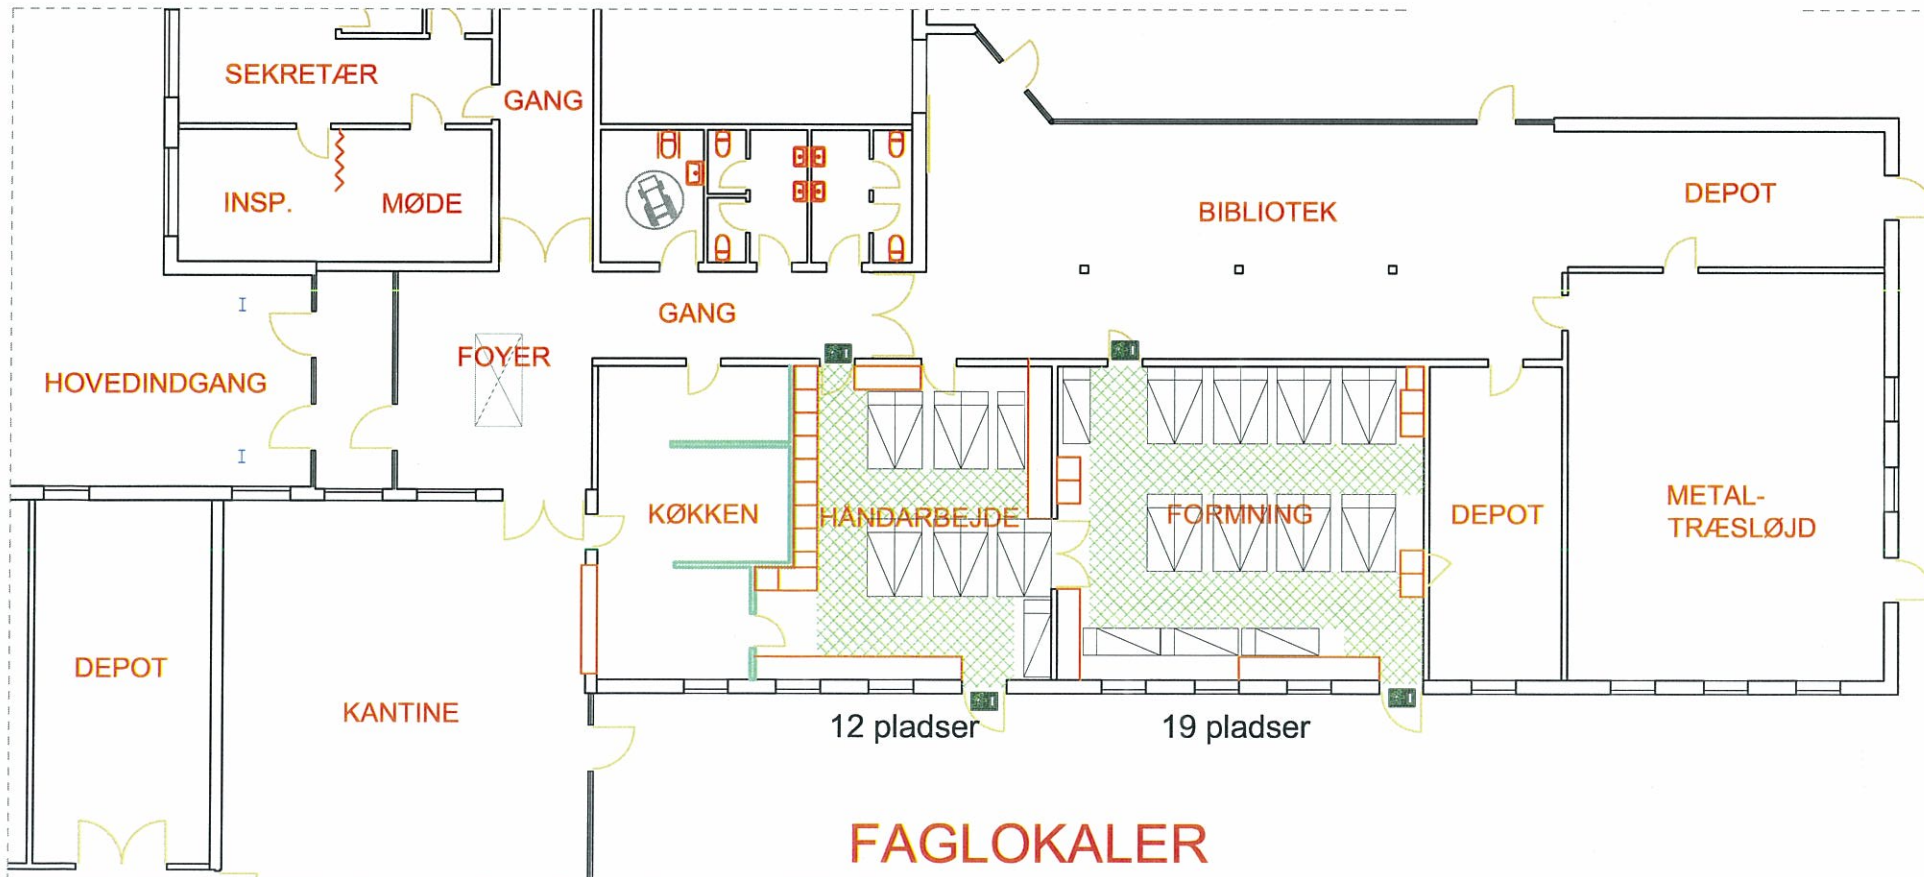 SEKRETÆR
GANG
INSP.
MØDE
DEPOT
BIBLIOTEK
GANG
FOYER
HOVEDINDGANG
KØKKEN
HÅNDARBEJDE
FORMNING
DEPOT
METAL-
TRÆSLØJD
DEPOT
KANTINE
12 pladser
19 pladser
FAGLOKALER